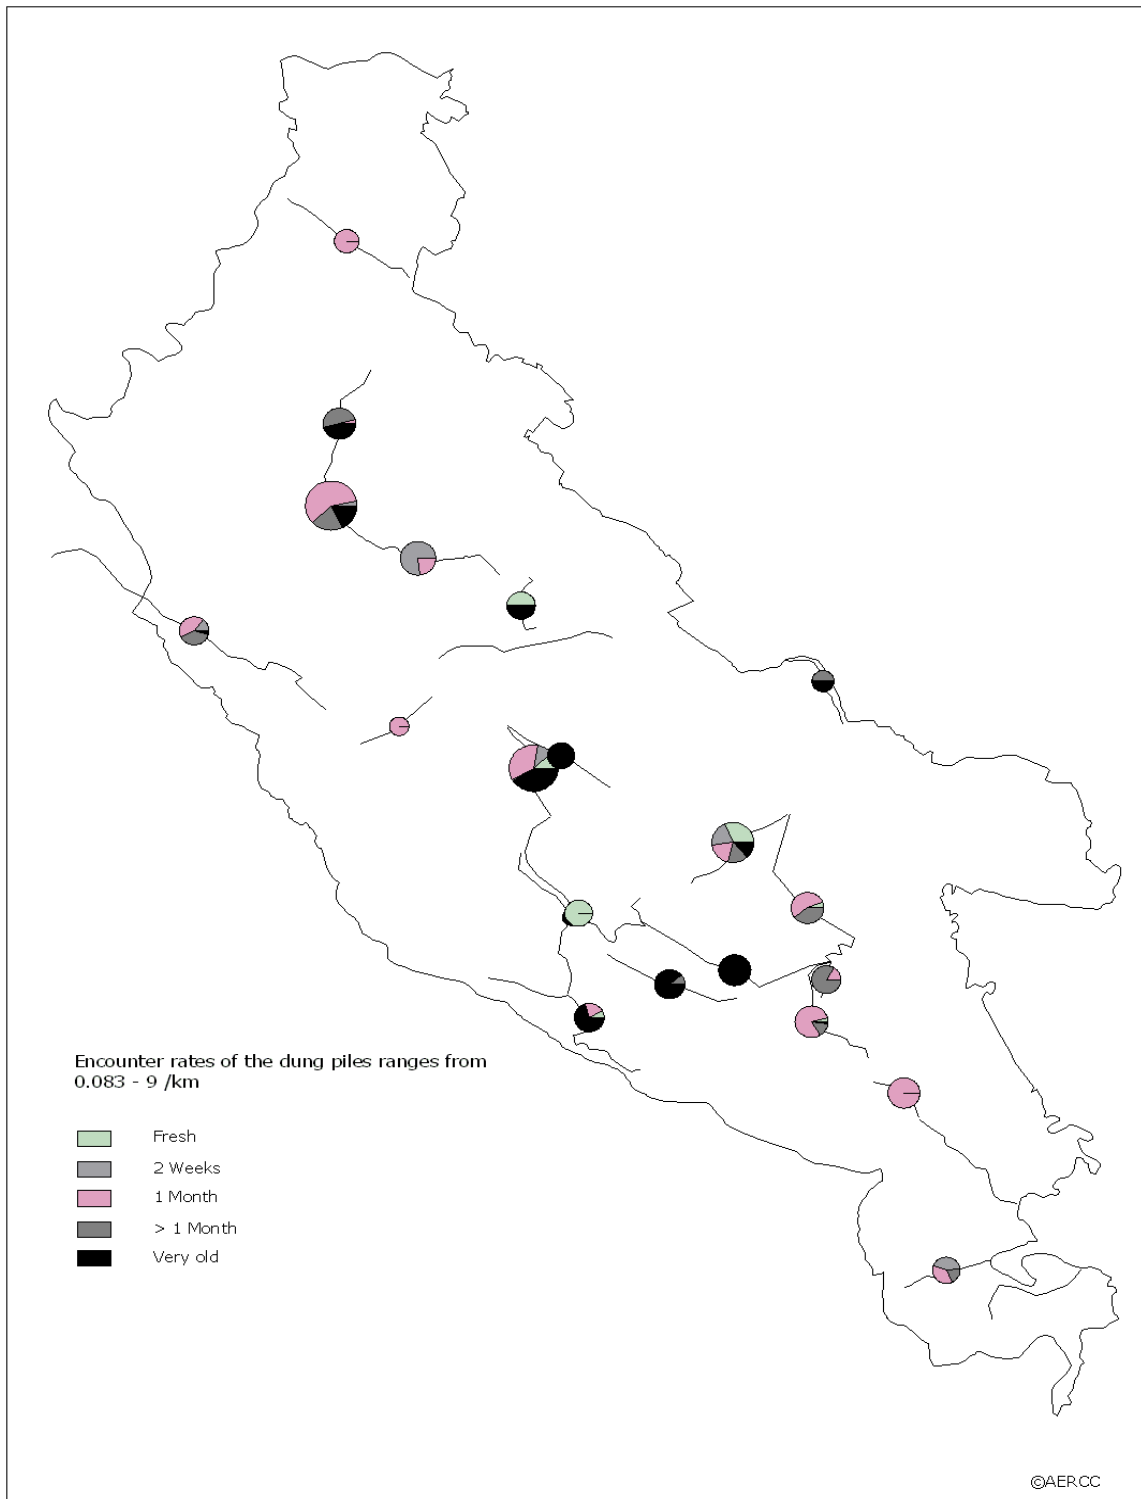 Encounter rates of the dung piles ranges from
0.083 - 9 /km
Fresh
2 Weeks
1 Month
> 1 Month
Very old
©AERCC